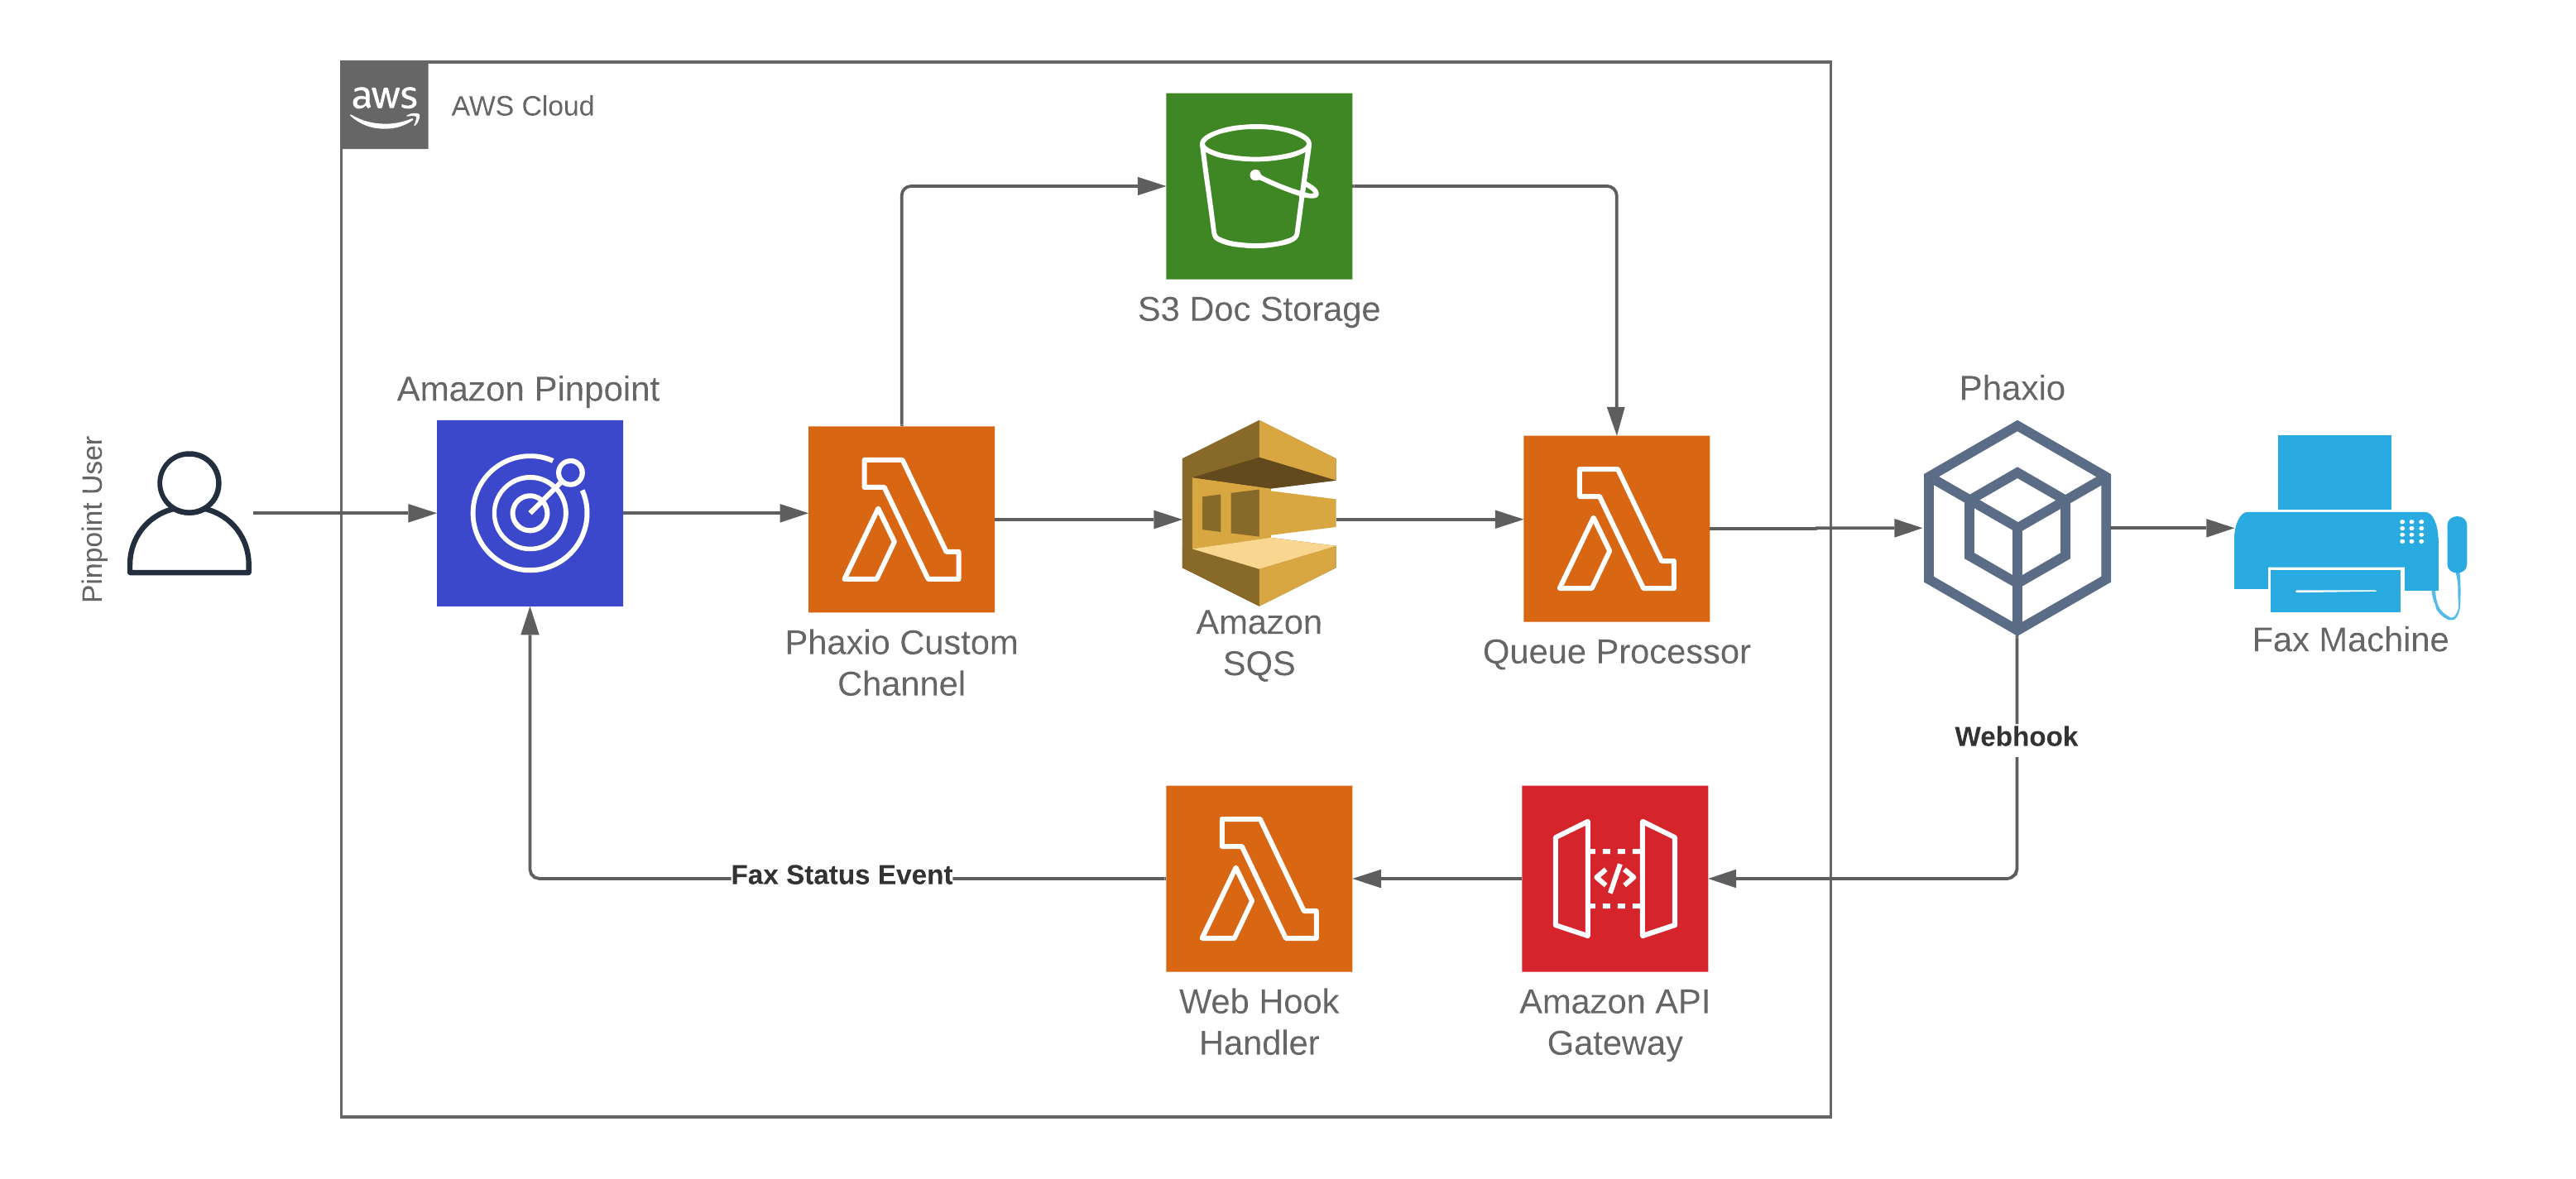 aws
AWS Cloud
S3 Doc Storage
Amazon Pinpoint
Phaxio
Pinpoint User
Phaxio Custom
Channel
Amazon
SQS
Queue Processor
Fax Machine
Webhook
Fax Status Event
</>
Web Hook
Handler
Amazon API
Gateway